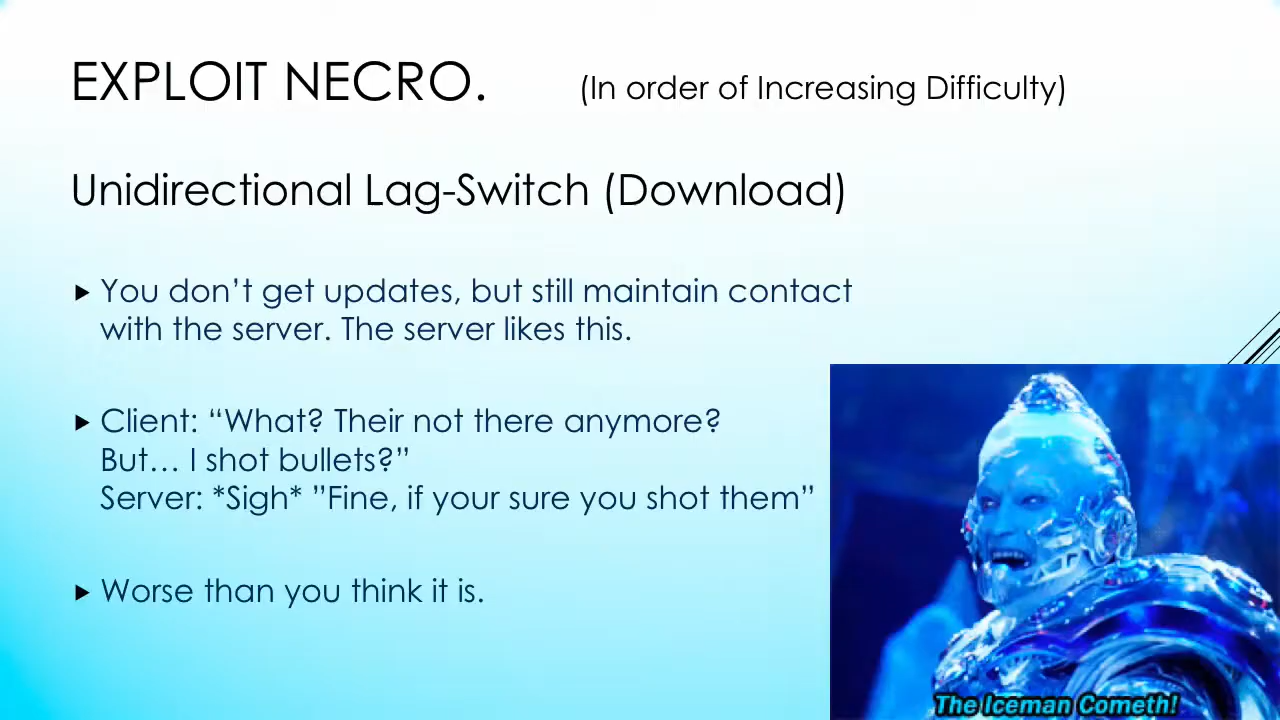 EXPLOIT NECRO. (In order of Increasing Difficulty)
Unidirectional Lag-Switch (Download)
You don’t get updates, but still maintain contact
with the server. The server likes this.
Client: “What? Their not there anymore?
But… I shot bullets?”
Server: *Sigh* ”Fine, if your sure you shot them”
Worse than you think it is.
The Iceman Cometh!